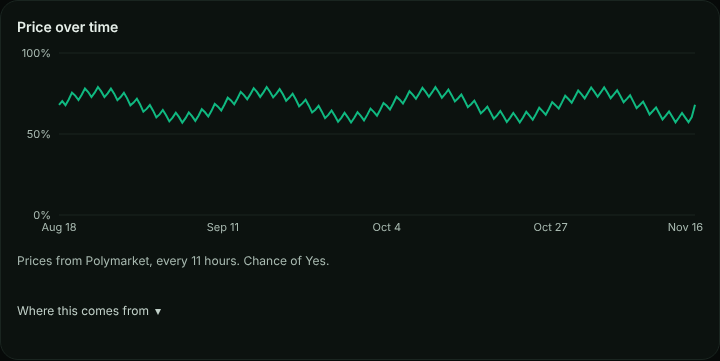 Price over time
100%
50%
0%
Aug 18 Sep 11 Oct 4 Oct 27 Nov 16
Prices from Polymarket, every 11 hours. Chance of Yes.
Where this comes from ▼